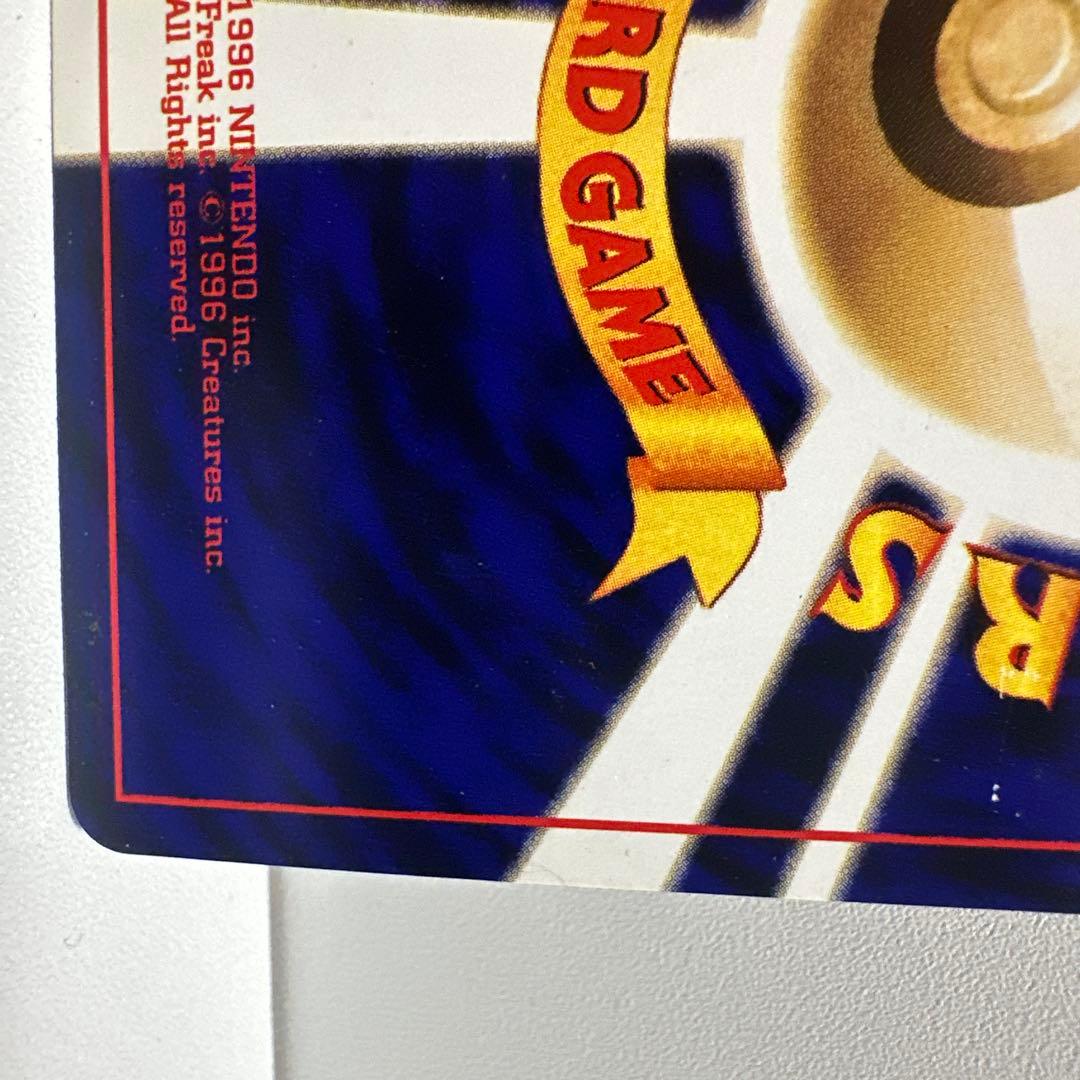 RD GAME
S R
1996 NINTENDO inc.
Freak inc. ©1996 Creatures inc.
All Rights reserved.